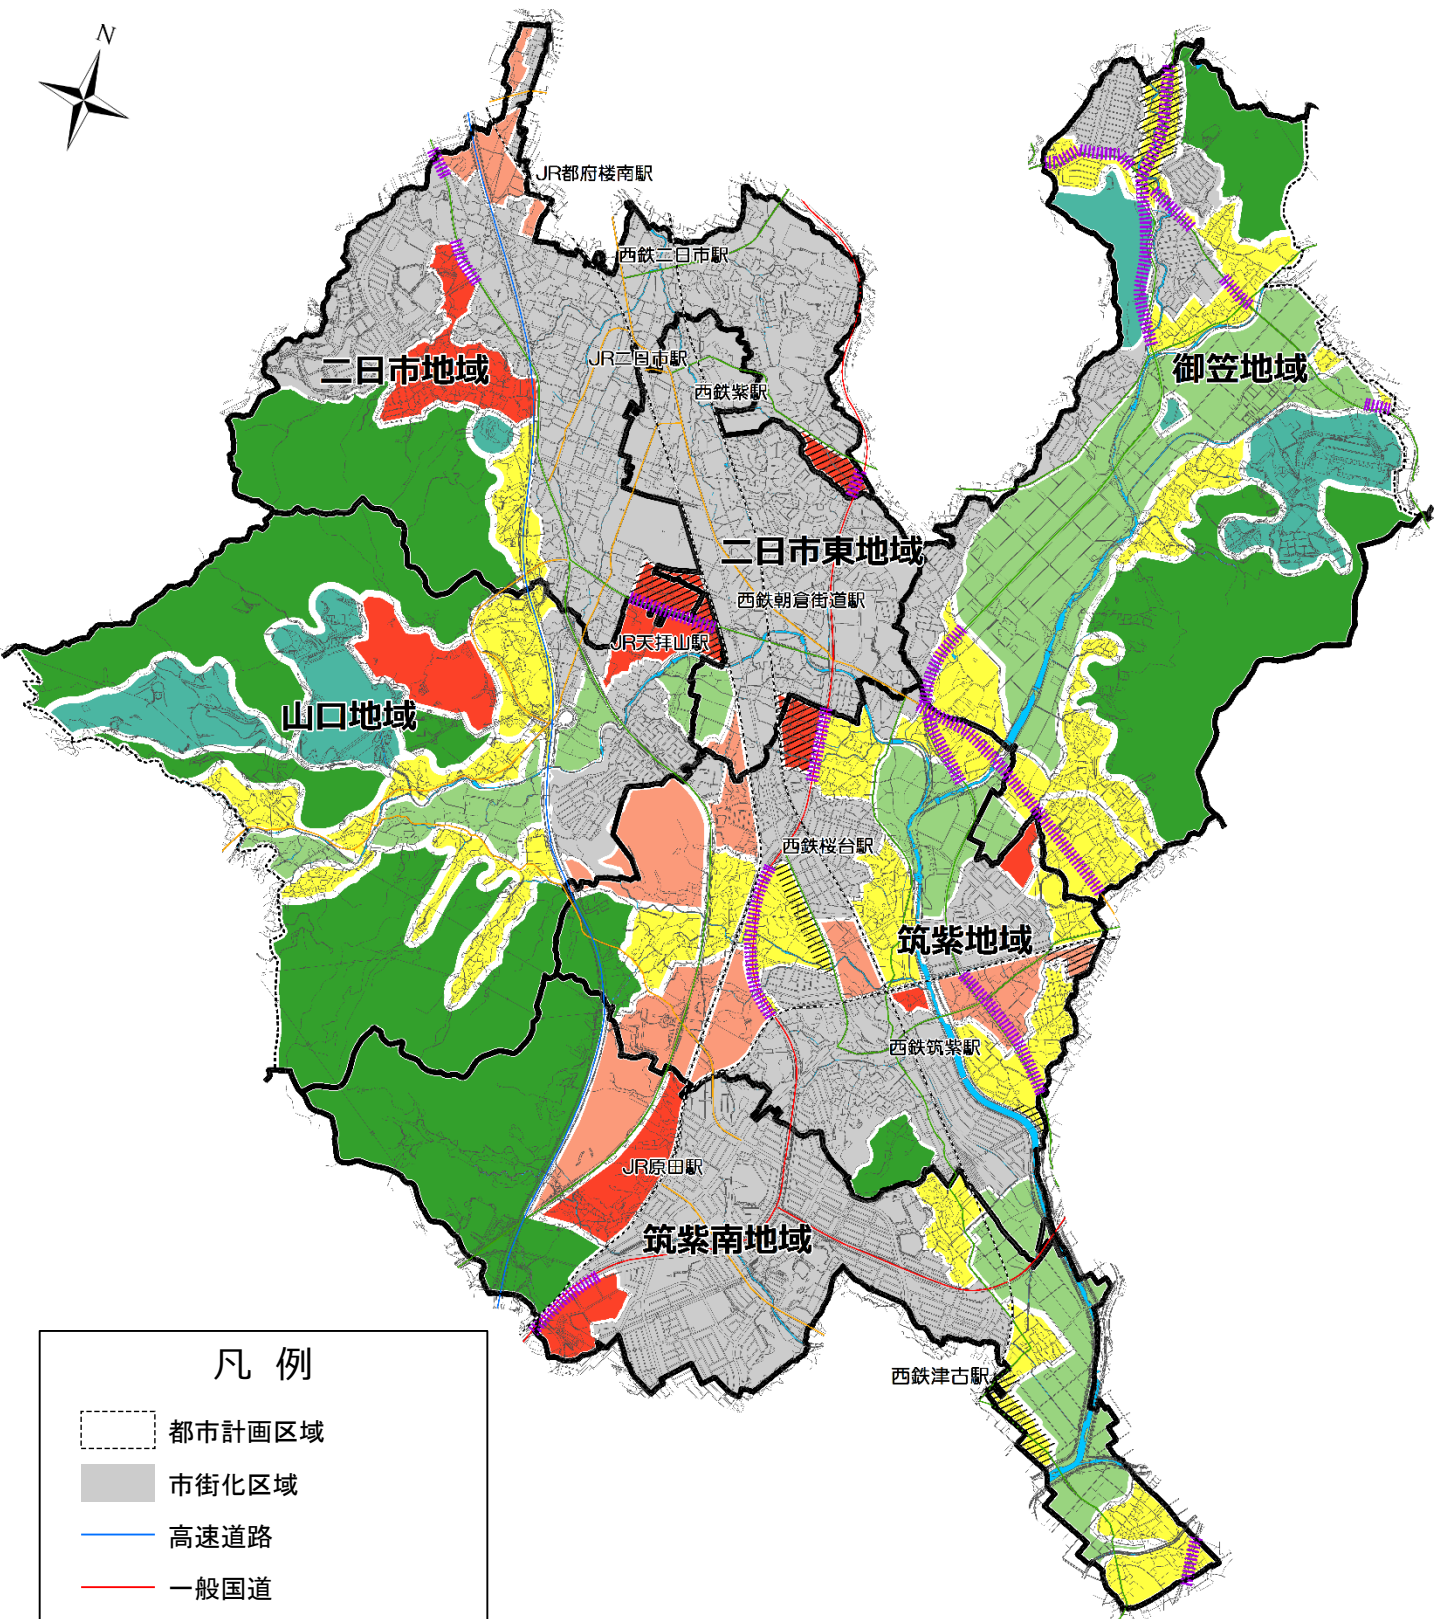 N
JR都府楼南駅
西鉄二日市駅
JR二日市駅
二日市地域
御笠地域
西鉄紫駅
二日市東地域
西鉄朝倉街道駅
JR天拝山駅
山口地域
西鉄桜台駅
筑紫地域
西鉄筑紫駅
JR原田駅
筑紫南地域
西鉄津古駅
凡 例
都市計画区域
市街化区域
高速道路
一般国道